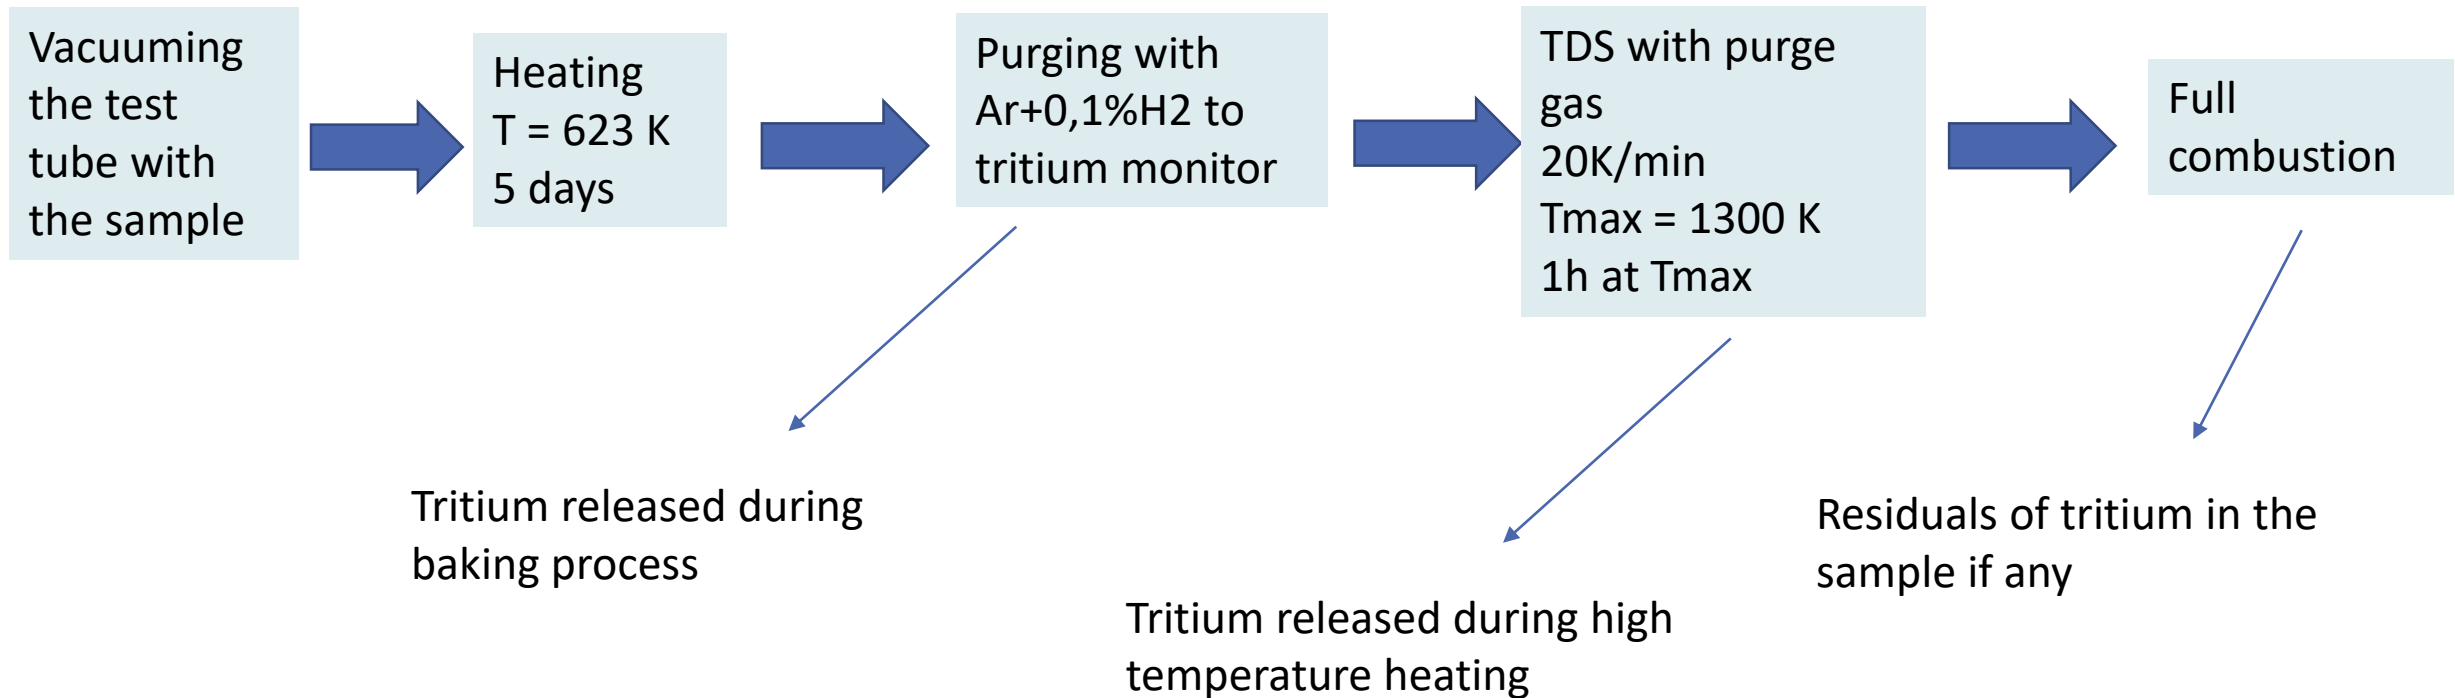 Vacuuming
the test
tube with
the sample
Heating
T = 623 K
5 days
Purging with
Ar+0,1%H2 to
tritium monitor
TDS with purge
gas
20K/min
Tmax = 1300 K
1h at Tmax
Full
combustion
Tritium released during
baking process
Tritium released during high
temperature heating
Residuals of tritium in the
sample if any